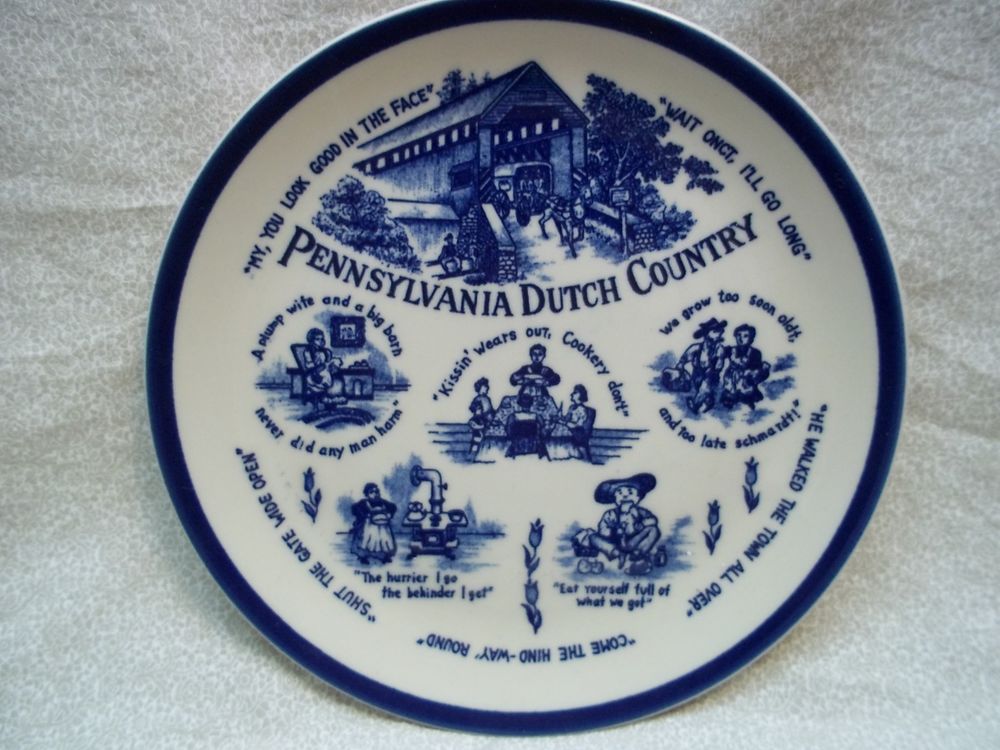 "MY, YOU LOOK GOOD IN THE FACE"
"WAIT ONCT, I'LL GO LONG"
PENNSYLVANIA DUTCH COUNTRY
A plump wife and a big barn
never did any man harm"
"Kissin' wears out, Cookery don't"
We grow too soon oldt,
and too late schmardt!"
"SHUT THE GATE WIDE OPEN"
"HE WALKED THE TOWN ALL OVER"
"The hurrier I go
the behinder I get"
"Eat yourself full of
what we got"
"COME THE HIND-WAY 'ROUND"